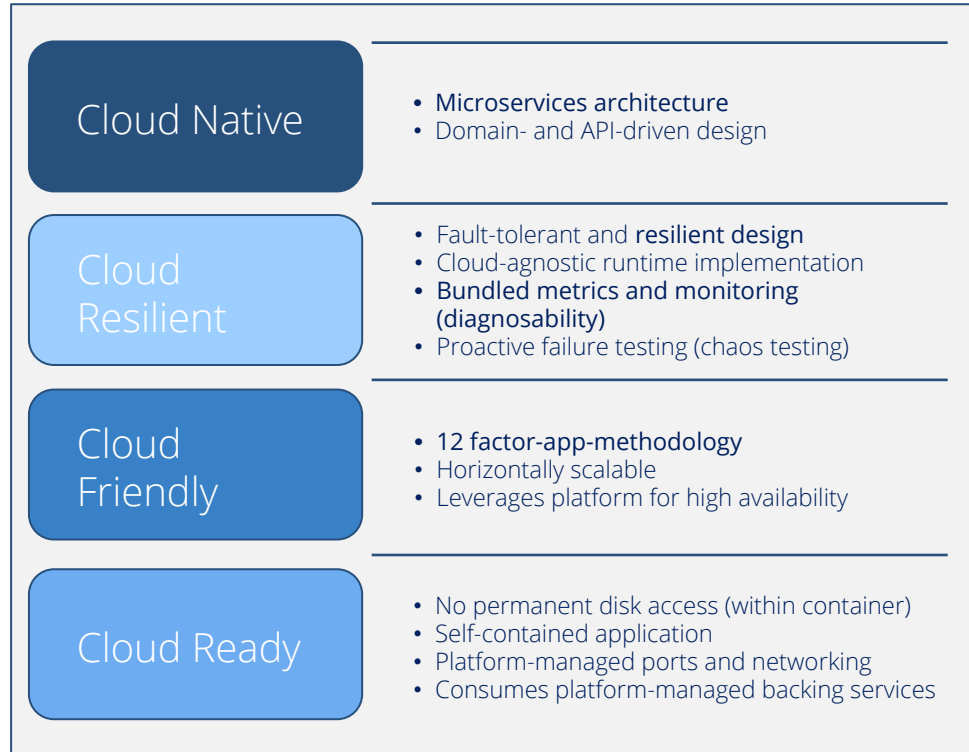 Cloud Native
• Microservices architecture
• Domain- and API-driven design
Cloud
Resilient
• Fault-tolerant and resilient design
• Cloud-agnostic runtime implementation
• Bundled metrics and monitoring
(diagnosability)
• Proactive failure testing (chaos testing)
Cloud
Friendly
• 12 factor-app-methodology
• Horizontally scalable
• Leverages platform for high availability
Cloud Ready
• No permanent disk access (within container)
• Self-contained application
• Platform-managed ports and networking
• Consumes platform-managed backing services